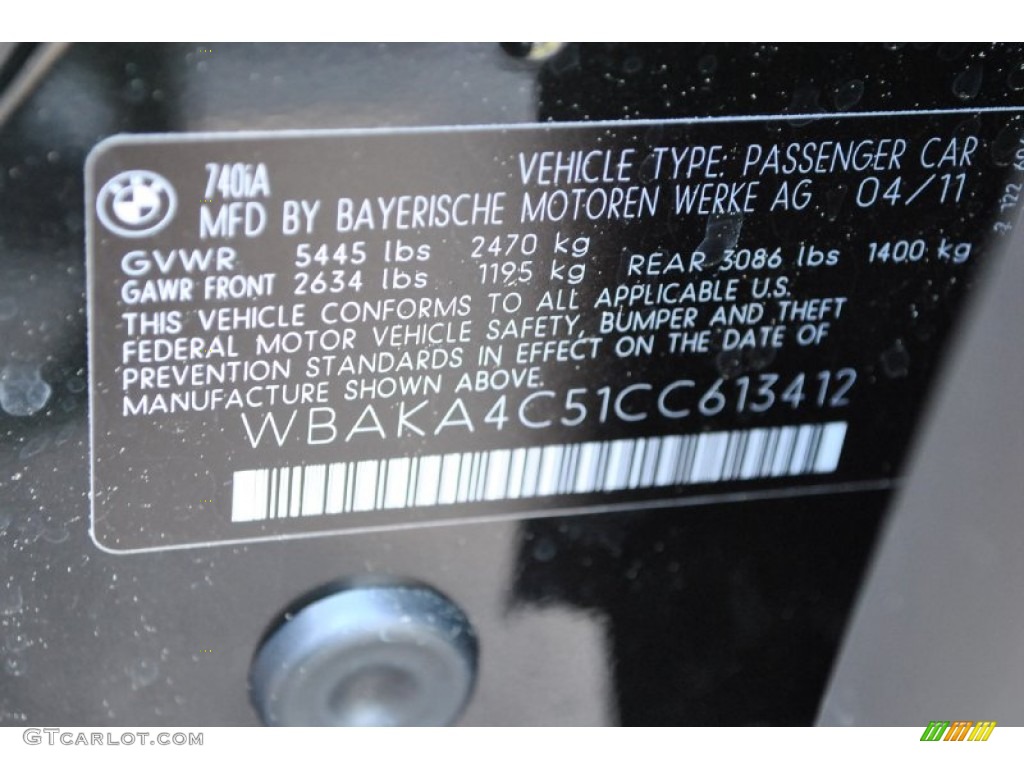 740iA VEHICLE TYPE: PASSENGER CAR
MFD BY BAYERISCHE MOTOREN WERKE AG 04/11
GVWR 5445 lbs 2470 kg
GAWR FRONT 2634 lbs 1195 kg REAR 3086 lbs 1400 kg
THIS VEHICLE CONFORMS TO ALL APPLICABLE U.S.
FEDERAL MOTOR VEHICLE SAFETY, BUMPER AND THEFT
PREVENTION STANDARDS IN EFFECT ON THE DATE OF
MANUFACTURE SHOWN ABOVE.
WBAKA4C51CC613412
7 122
GTCARLOT.COM